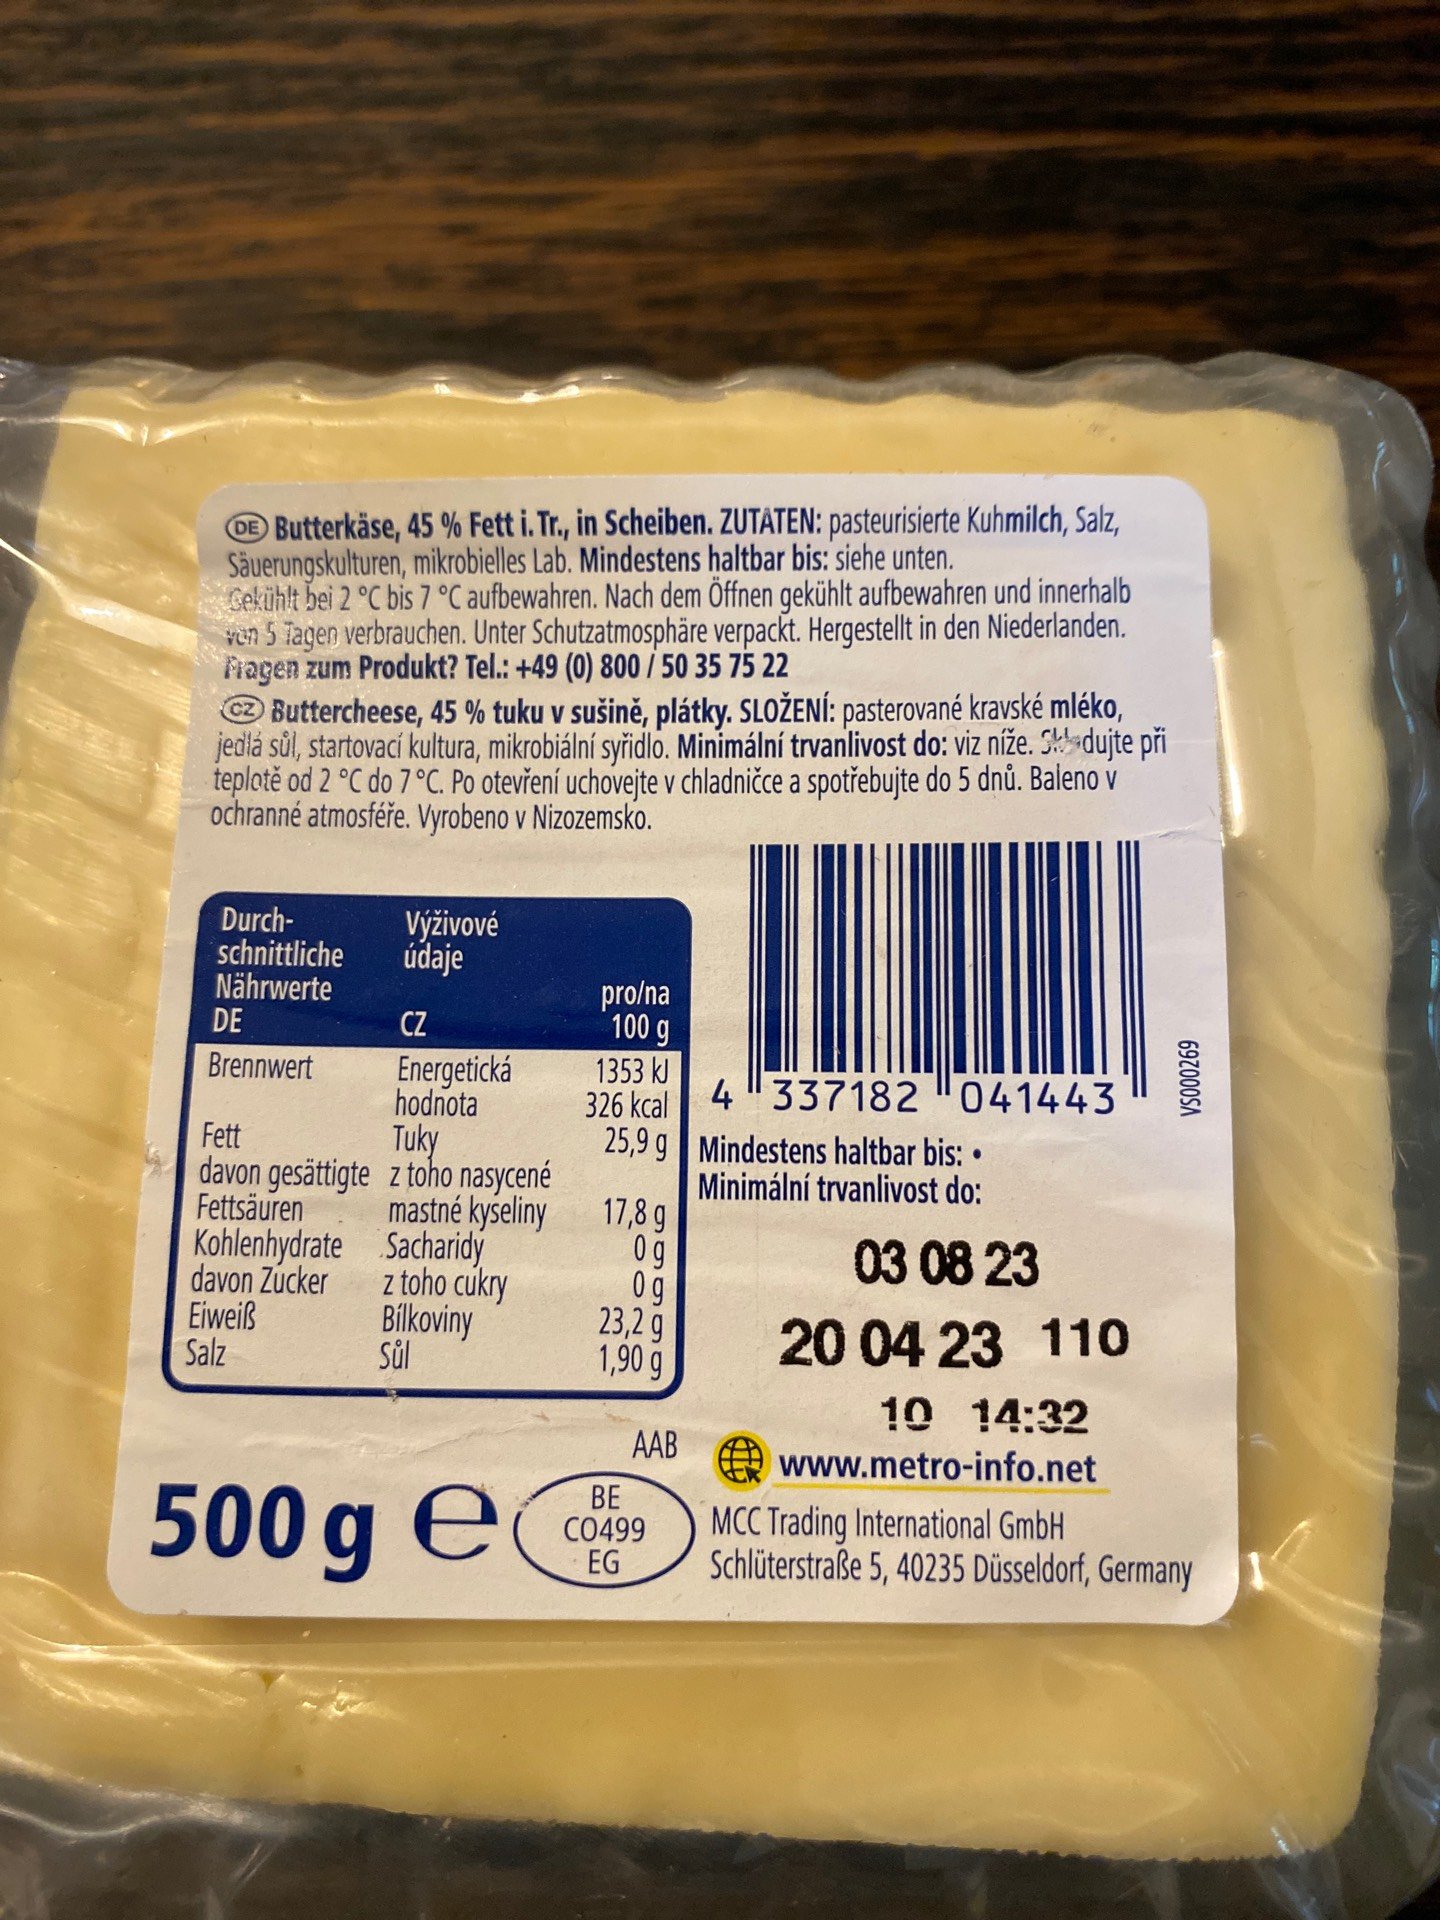 DE Butterkäse, 45 % Fett i. Tr., in Scheiben. ZUTATEN: pasteurisierte Kuhmilch, Salz,
Säuerungskulturen, mikrobielles Lab. Mindestens haltbar bis: siehe unten.
Gekühlt bei 2 °C bis 7 °C aufbewahren. Nach dem Öffnen gekühlt aufbewahren und innerhalb
von 5 Tagen verbrauchen. Unter Schutzatmosphäre verpackt. Hergestellt in den Niederlanden.
Fragen zum Produkt? Tel.: +49 (0) 800 / 50 35 75 22
CZ Buttercheese, 45 % tuku v sušině, plátky. SLOŽENÍ: pasterované kravské mléko,
jedlá sůl, startovací kultura, mikrobiální syřidlo. Minimální trvanlivost do: viz níže. Skladujte při
teplotě od 2 °C do 7 °C. Po otevření uchovejte v chladničce a spotřebujte do 5 dnů. Baleno v
ochranné atmosféře. Vyrobeno v Nizozemsko.
Durch- Výživové
schnittliche údaje
Nährwerte pro/na
DE CZ 100 g
Brennwert Energetická 1353 kJ
hodnota 326 kcal
Fett Tuky 25,9 g
davon gesättigte z toho nasycené
Fettsäuren mastné kyseliny 17,8 g
Kohlenhydrate Sacharidy 0 g
davon Zucker z toho cukry 0 g
Eiweiß Bílkoviny 23,2 g
Salz Sůl 1,90 g
4 337182 041443
VS000269
Mindestens haltbar bis: •
Minimální trvanlivost do:
03 08 23
20 04 23 110
10 14:32
www.metro-info.net
MCC Trading International GmbH
Schlüterstraße 5, 40235 Düsseldorf, Germany
AAB
500 g e
BE
CO499
EG